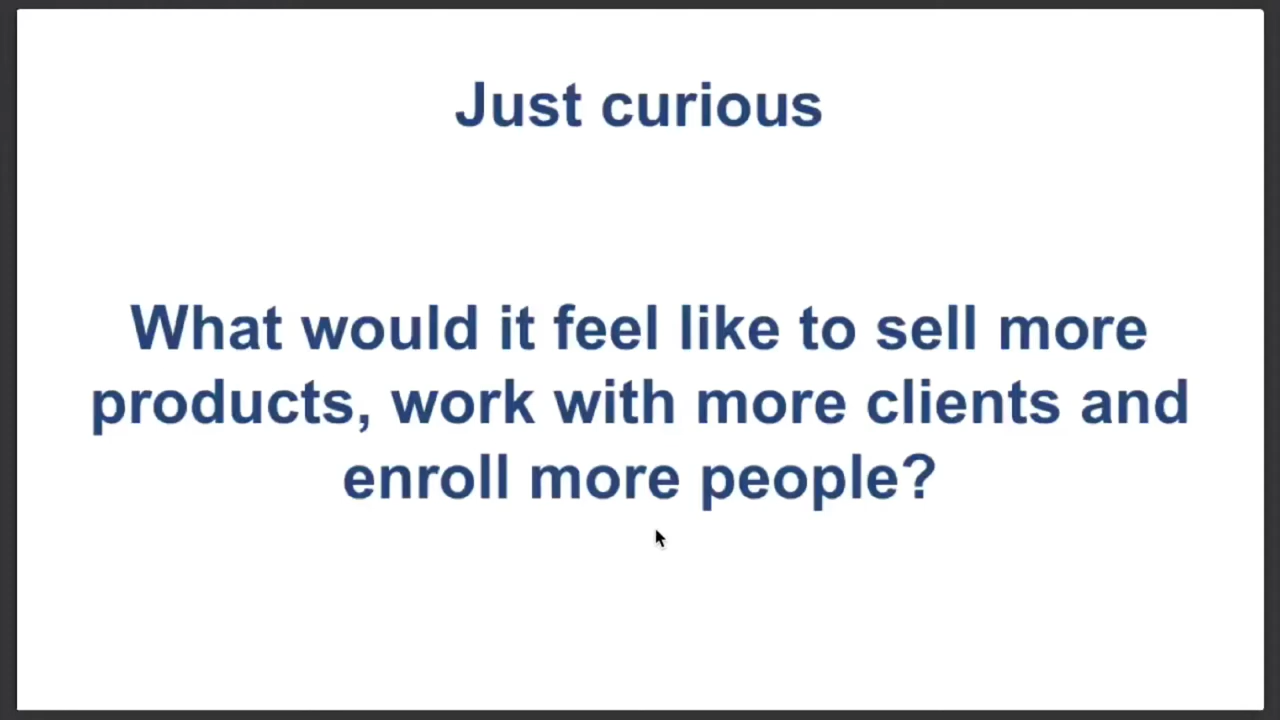 Just curious
What would it feel like to sell more
products, work with more clients and
enroll more people?